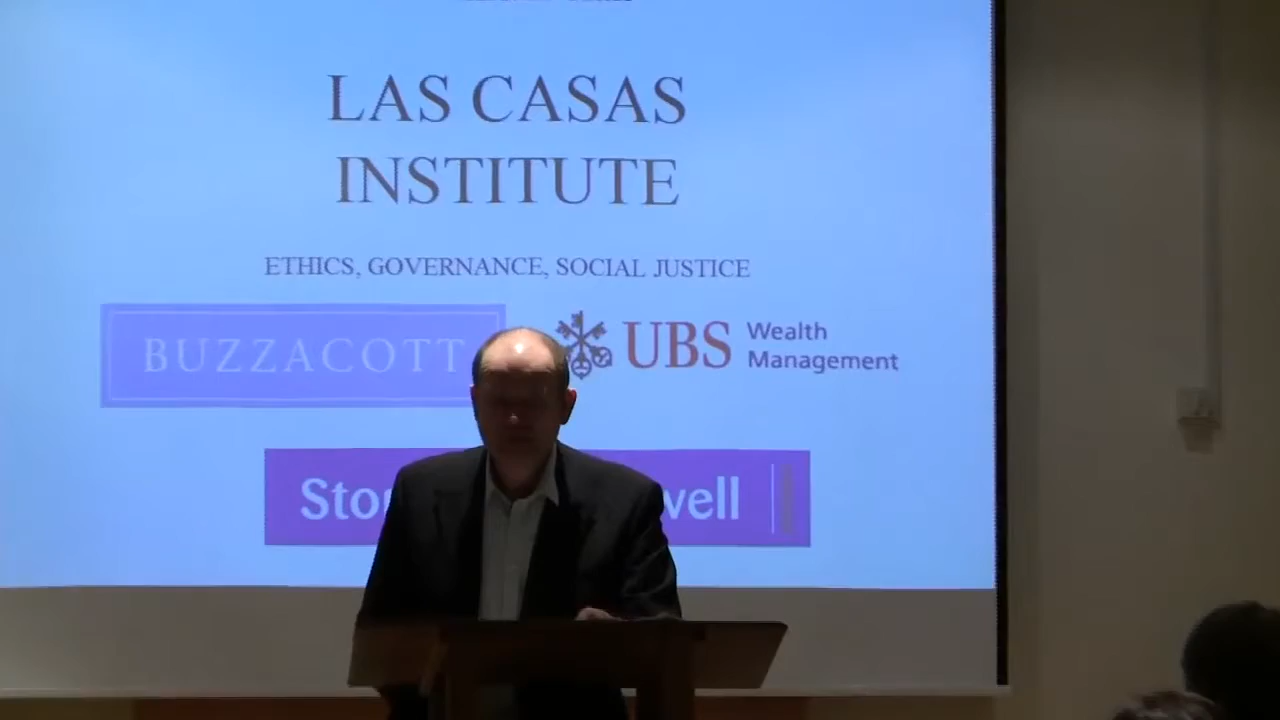 LAS CASAS
INSTITUTE
ETHICS, GOVERNANCE, SOCIAL JUSTICE
BUZZACOTT
UBS Wealth
Management